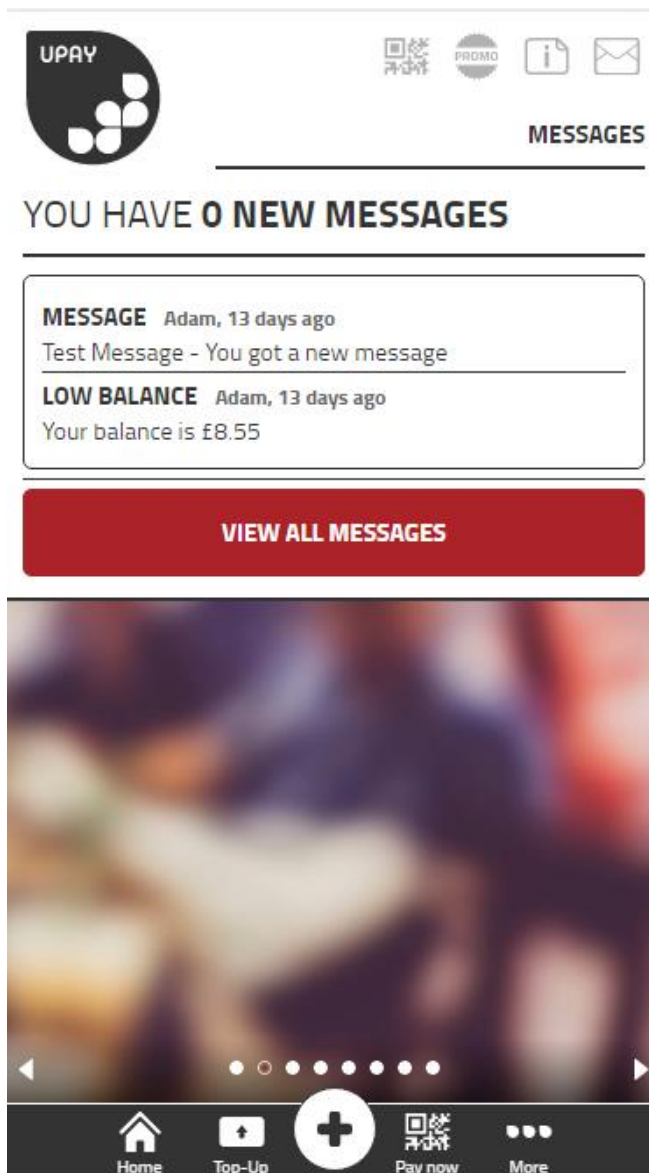 UPAY
PROMO
i
MESSAGES
YOU HAVE 0 NEW MESSAGES
MESSAGE Adam, 13 days ago
Test Message - You got a new message
LOW BALANCE Adam, 13 days ago
Your balance is £8.55
VIEW ALL MESSAGES
Home Top-Up Pay now More